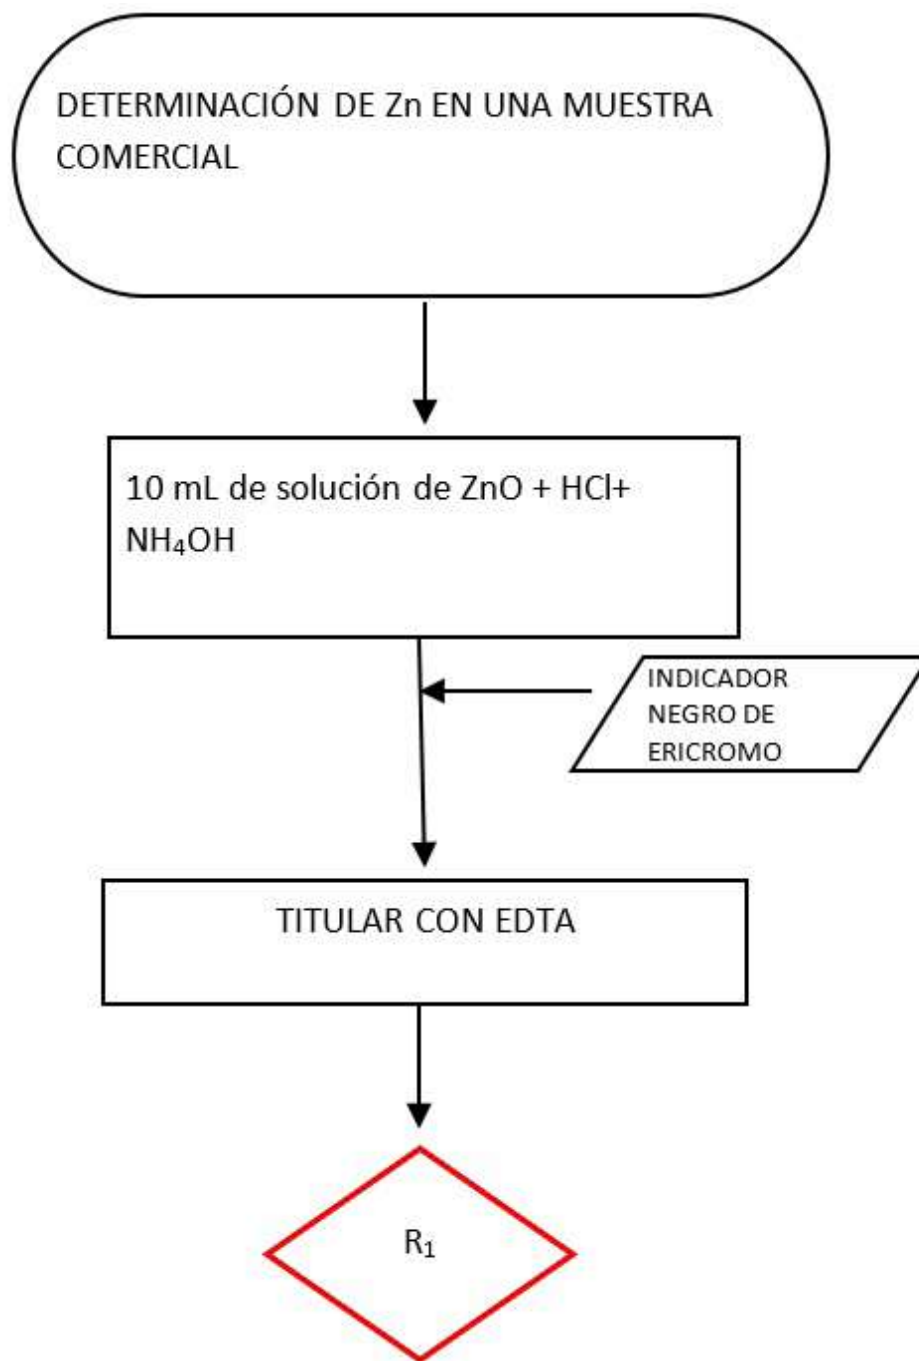 DETERMINACIÓN DE Zn EN UNA MUESTRA
COMERCIAL
10 mL de solución de ZnO + HCl+
NH₄OH
INDICADOR
NEGRO DE
ERICROMO
TITULAR CON EDTA
R₁